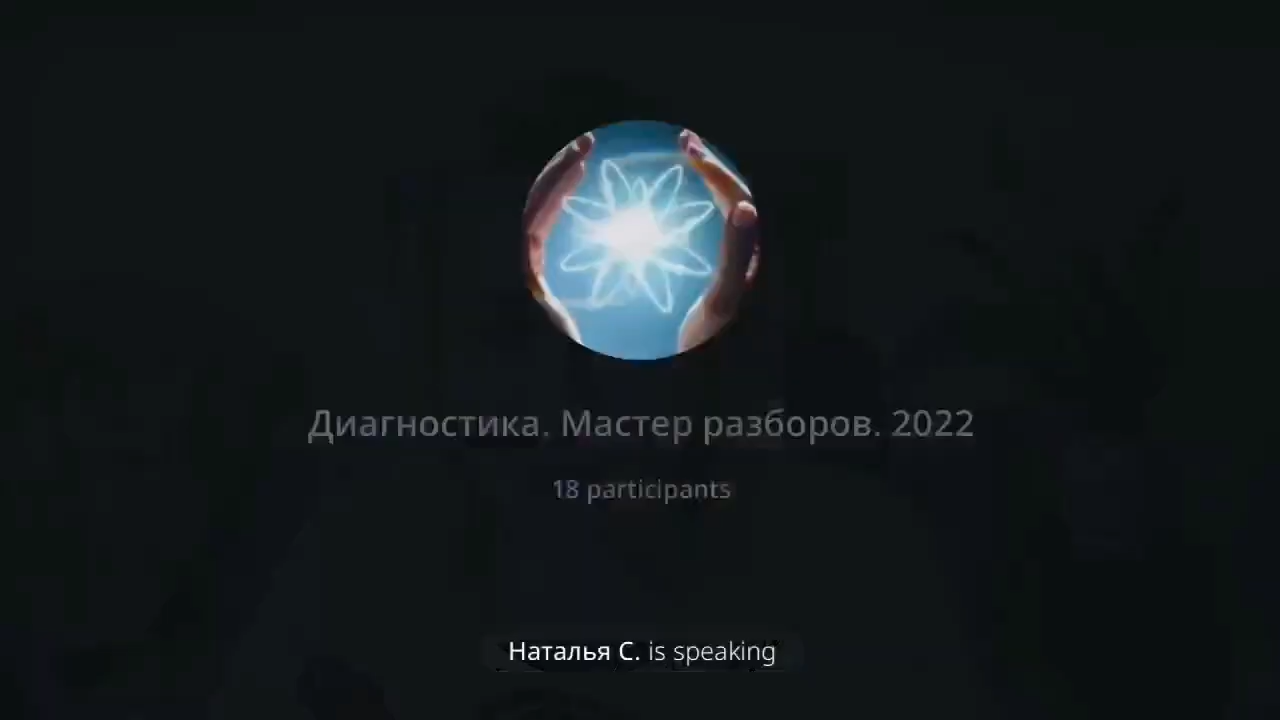 Диагностика. Мастер разборов. 2022
18 participants
Наталья С. is speaking